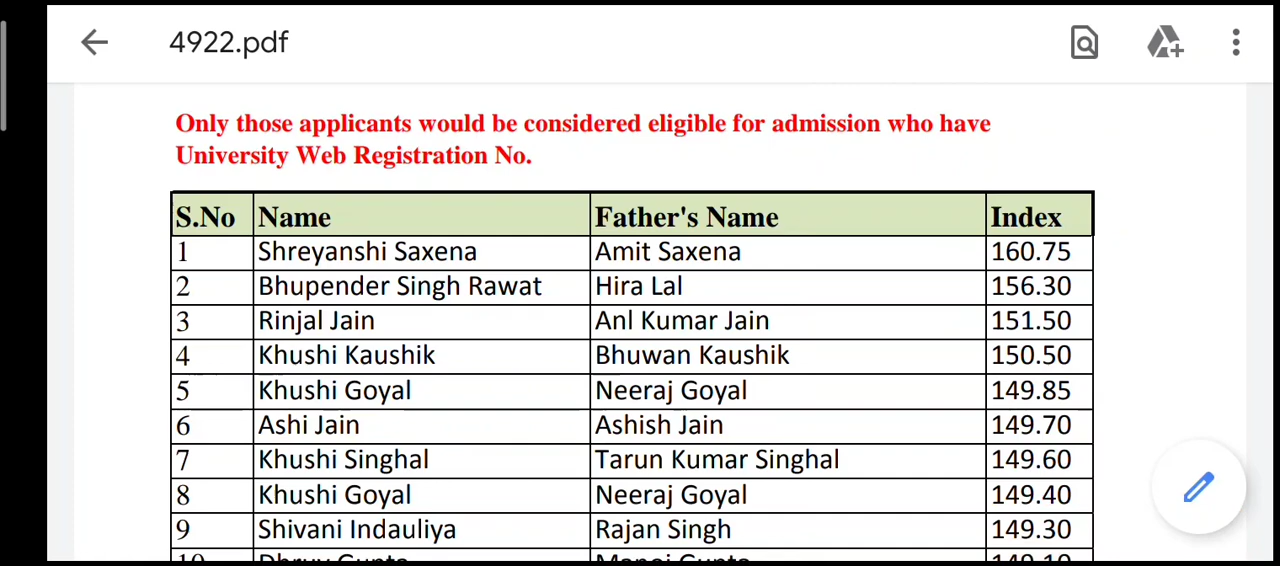 4922.pdf
Only those applicants would be considered eligible for admission who have
University Web Registration No.
S.No Name Father's Name Index
1 Shreyanshi Saxena Amit Saxena 160.75
2 Bhupender Singh Rawat Hira Lal 156.30
3 Rinjal Jain Anl Kumar Jain 151.50
4 Khushi Kaushik Bhuwan Kaushik 150.50
5 Khushi Goyal Neeraj Goyal 149.85
6 Ashi Jain Ashish Jain 149.70
7 Khushi Singhal Tarun Kumar Singhal 149.60
8 Khushi Goyal Neeraj Goyal 149.40
9 Shivani Indauliya Rajan Singh 149.30